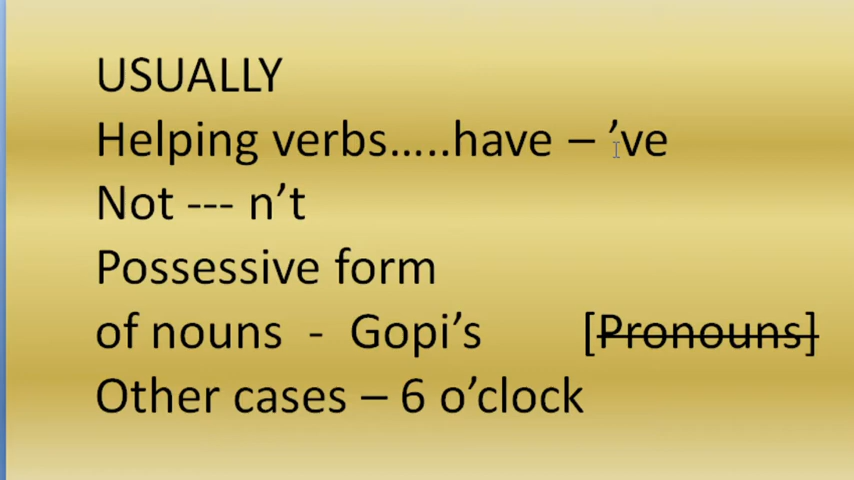 USUALLY
Helping verbs.....have – ’ve
Not --- n’t
Possessive form
of nouns - Gopi’s [Pronouns]
Other cases – 6 o’clock